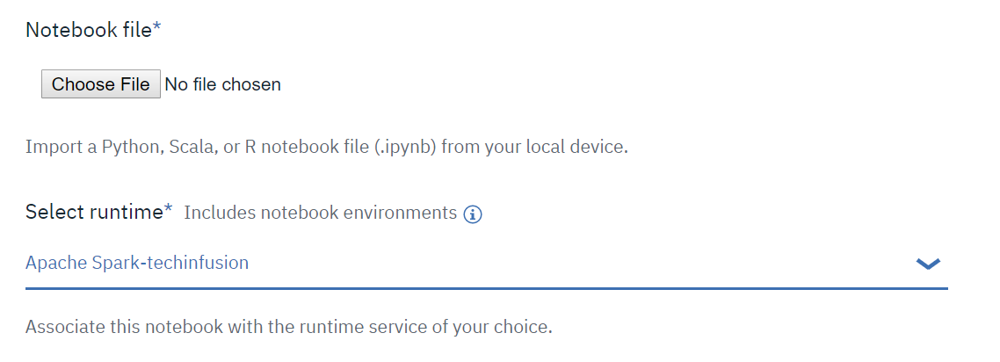 Notebook file*
Choose File No file chosen
Import a Python, Scala, or R notebook file (.ipynb) from your local device.
Select runtime* Includes notebook environments
Apache Spark-techinfusion
Associate this notebook with the runtime service of your choice.